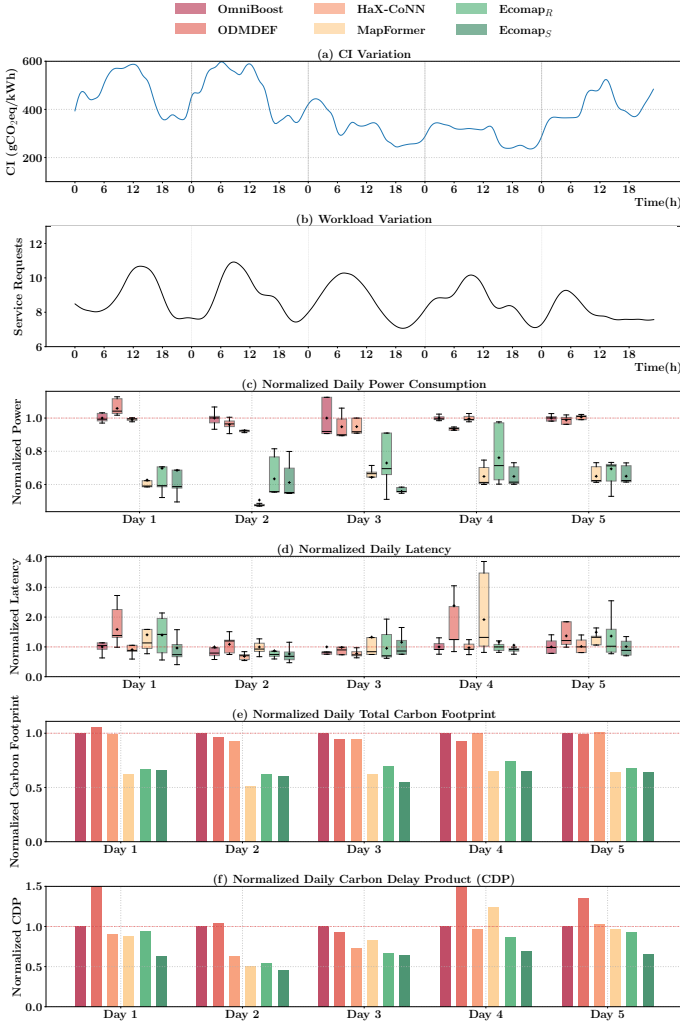 OmniBoost HaX-CoNN Ecomap_R
ODMDEF MapFormer Ecomap_S
(a) CI Variation
CI (gCO₂eq/kWh)
600
400
200
0 6 12 18 0 6 12 18 0 6 12 18 0 6 12 18 0 6 12 18
Time(h)
(b) Workload Variation
Service Requests
12
10
8
6
0 6 12 18 0 6 12 18 0 6 12 18 0 6 12 18 0 6 12 18
Time(h)
(c) Normalized Daily Power Consumption
Normalized Power
1.0
0.8
0.6
Day 1 Day 2 Day 3 Day 4 Day 5
(d) Normalized Daily Latency
Normalized Latency
4.0
3.0
2.0
1.0
0.0
Day 1 Day 2 Day 3 Day 4 Day 5
(e) Normalized Daily Total Carbon Footprint
Normalized Carbon Footprint
1.0
0.5
0.0
Day 1 Day 2 Day 3 Day 4 Day 5
(f) Normalized Daily Carbon Delay Product (CDP)
Normalized CDP
1.5
1.0
0.5
0.0
Day 1 Day 2 Day 3 Day 4 Day 5